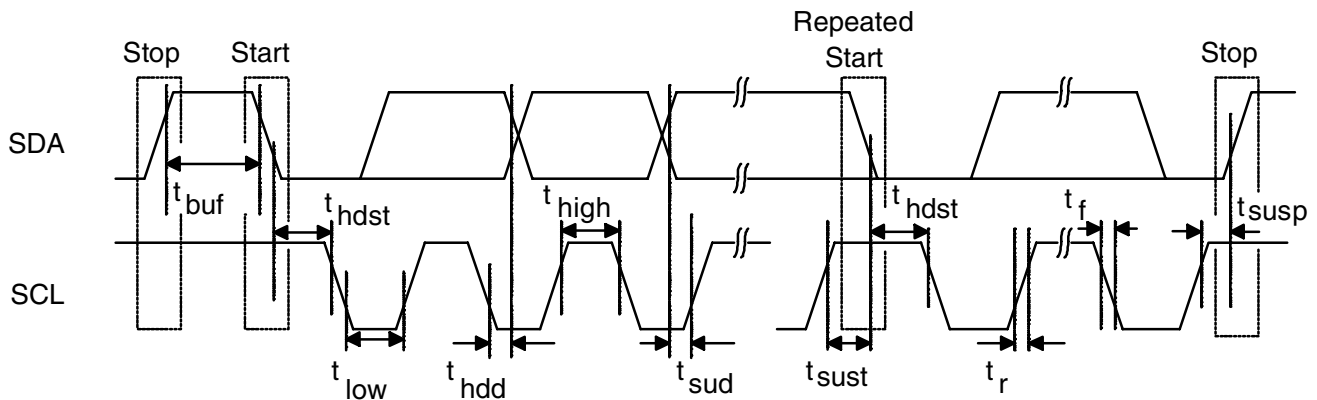 Repeated
Stop Start Start Stop
SDA
t buf
t hdst
t high
t hdst
t f
t susp
SCL
t low
t hdd
t sud
t sust
t r